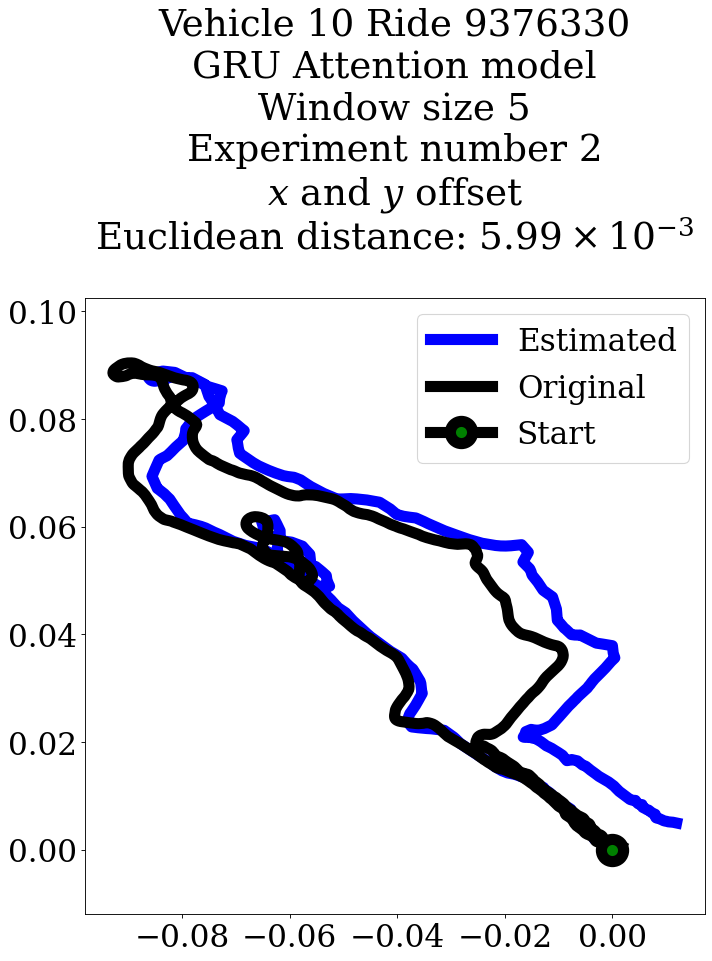 Vehicle 10 Ride 9376330
GRU Attention model
Window size 5
Experiment number 2
x and y offset
Euclidean distance: 5.99 × 10⁻³
Estimated
Original
Start
0.10
0.08
0.06
0.04
0.02
0.00
−0.08 −0.06 −0.04 −0.02 0.00